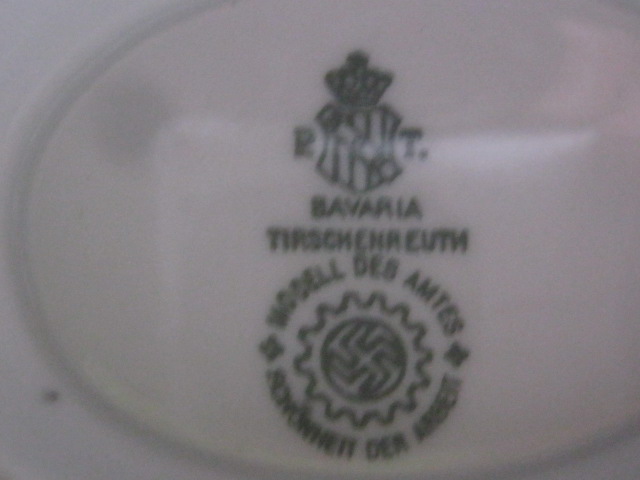 P. T.
BAVARIA
TIRSCHENREUTH
MODELL DES AMTES
SCHÖNHEIT DER ARBEIT